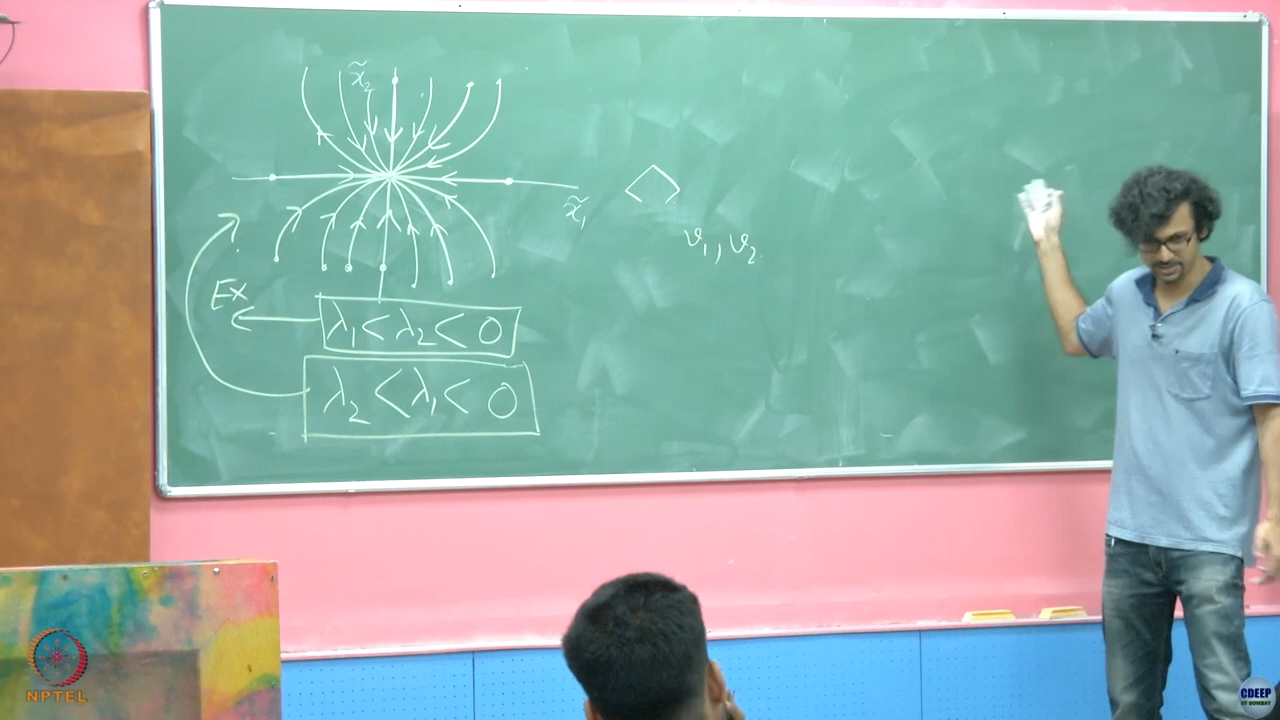 x̃₂
x̃₁
v₁, v₂
Ex
λ₁ < λ₂ < 0
λ₂ < λ₁ < 0
NPTEL
CDEEP
IIT BOMBAY